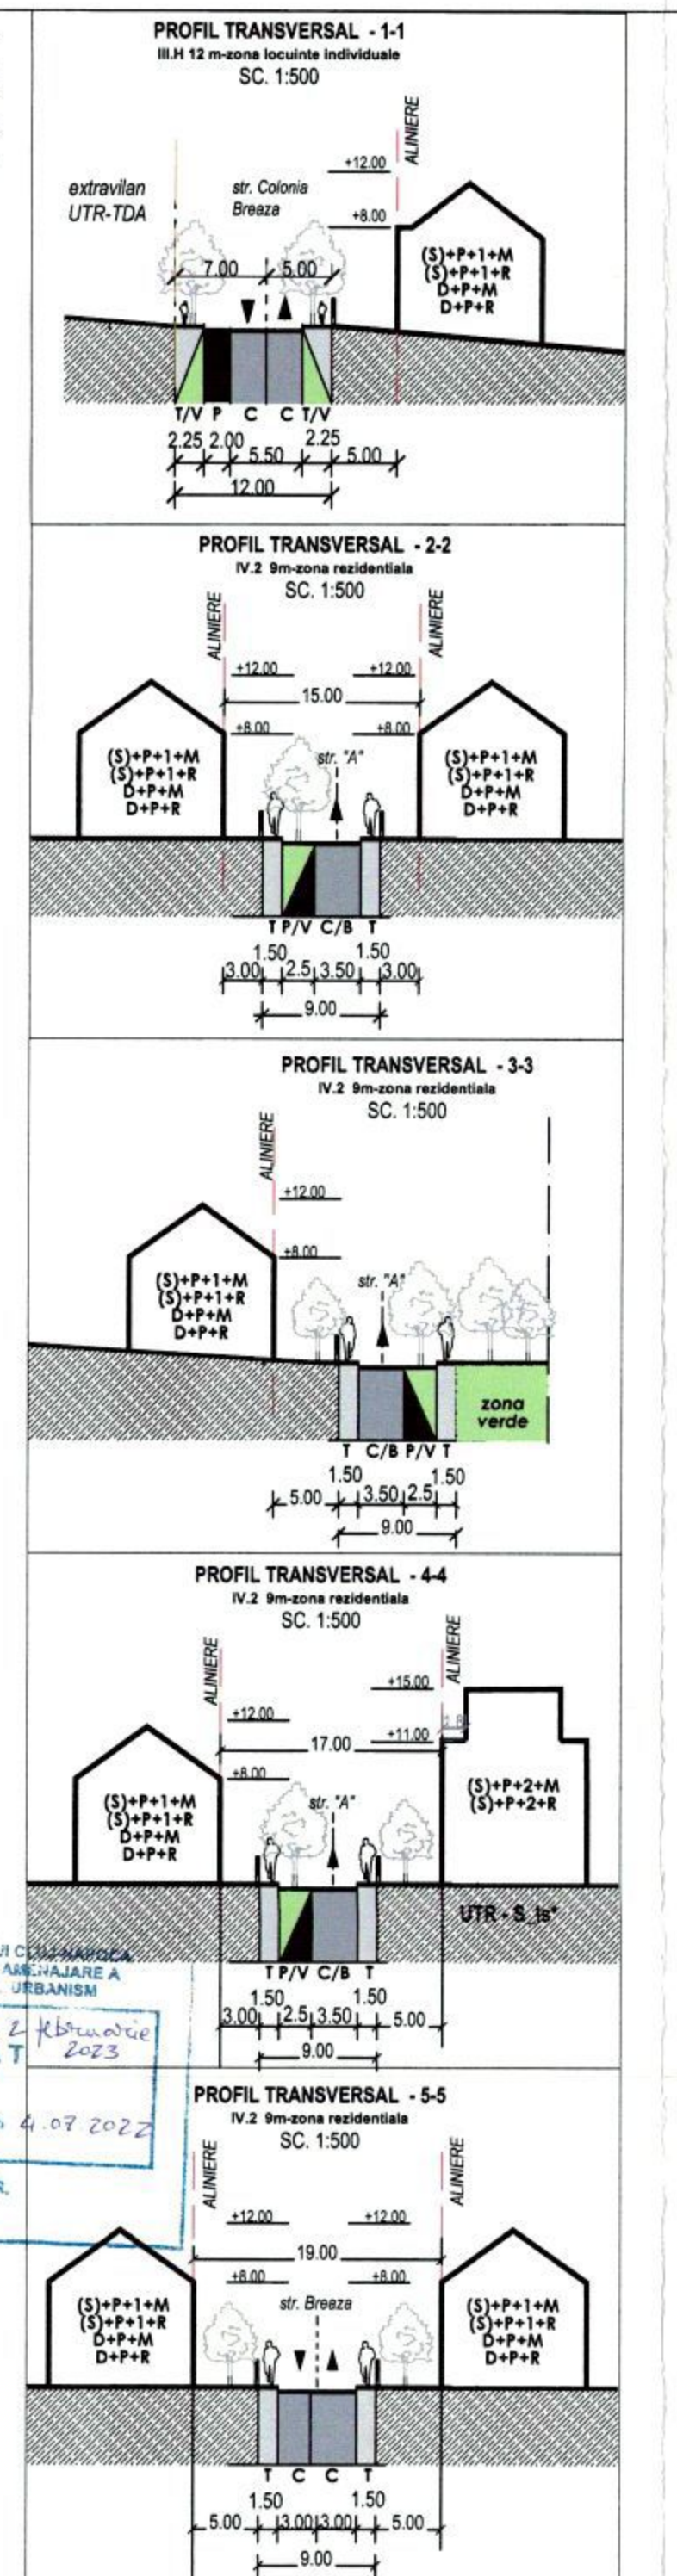 PROFIL TRANSVERSAL - 1-1
III.H 12 m-zona locuinte individuale
SC. 1:500
ALINIERE
extravilan
UTR-TDA
str. Colonia
Breaza
+12.00
+8.00
7.00 5.00
(S)+P+1+M
(S)+P+1+R
D+P+M
D+P+R
T/V P C C T/V
2.25 2.00 2.25
5.50 5.00
12.00
PROFIL TRANSVERSAL - 2-2
IV.2 9m-zona rezidentiala
SC. 1:500
ALINIERE ALINIERE
+12.00 +12.00
15.00
+8.00 +8.00
str. "A"
(S)+P+1+M
(S)+P+1+R
D+P+M
D+P+R
(S)+P+1+M
(S)+P+1+R
D+P+M
D+P+R
T P/V C/B T
1.50 1.50
3.00 2.5 3.50 3.00
9.00
PROFIL TRANSVERSAL - 3-3
IV.2 9m-zona rezidentiala
SC. 1:500
ALINIERE
+12.00
+8.00
str. "A"
(S)+P+1+M
(S)+P+1+R
D+P+M
D+P+R
zona
verde
T C/B P/V T
1.50 1.50
5.00 3.50 2.5
9.00
PROFIL TRANSVERSAL - 4-4
IV.2 9m-zona rezidentiala
SC. 1:500
ALINIERE ALINIERE
+15.00
+12.00
+11.00
17.00
+8.00
str. "A"
(S)+P+1+M
(S)+P+1+R
D+P+M
D+P+R
(S)+P+2+M
(S)+P+2+R
UTR - S_Is*
T P/V C/B T
1.50 1.50
3.00 2.5 3.50 5.00
9.00
CLUJ-NAPOCA
AMENAJARE A
URBANISM
2 februarie
2023
T
4.07.2022
PROFIL TRANSVERSAL - 5-5
IV.2 9m-zona rezidentiala
SC. 1:500
ALINIERE ALINIERE
+12.00 +12.00
19.00
+8.00 +8.00
str. Breaza
(S)+P+1+M
(S)+P+1+R
D+P+M
D+P+R
(S)+P+1+M
(S)+P+1+R
D+P+M
D+P+R
T C C T
1.50 1.50
5.00 3.00 3.00 5.00
9.00